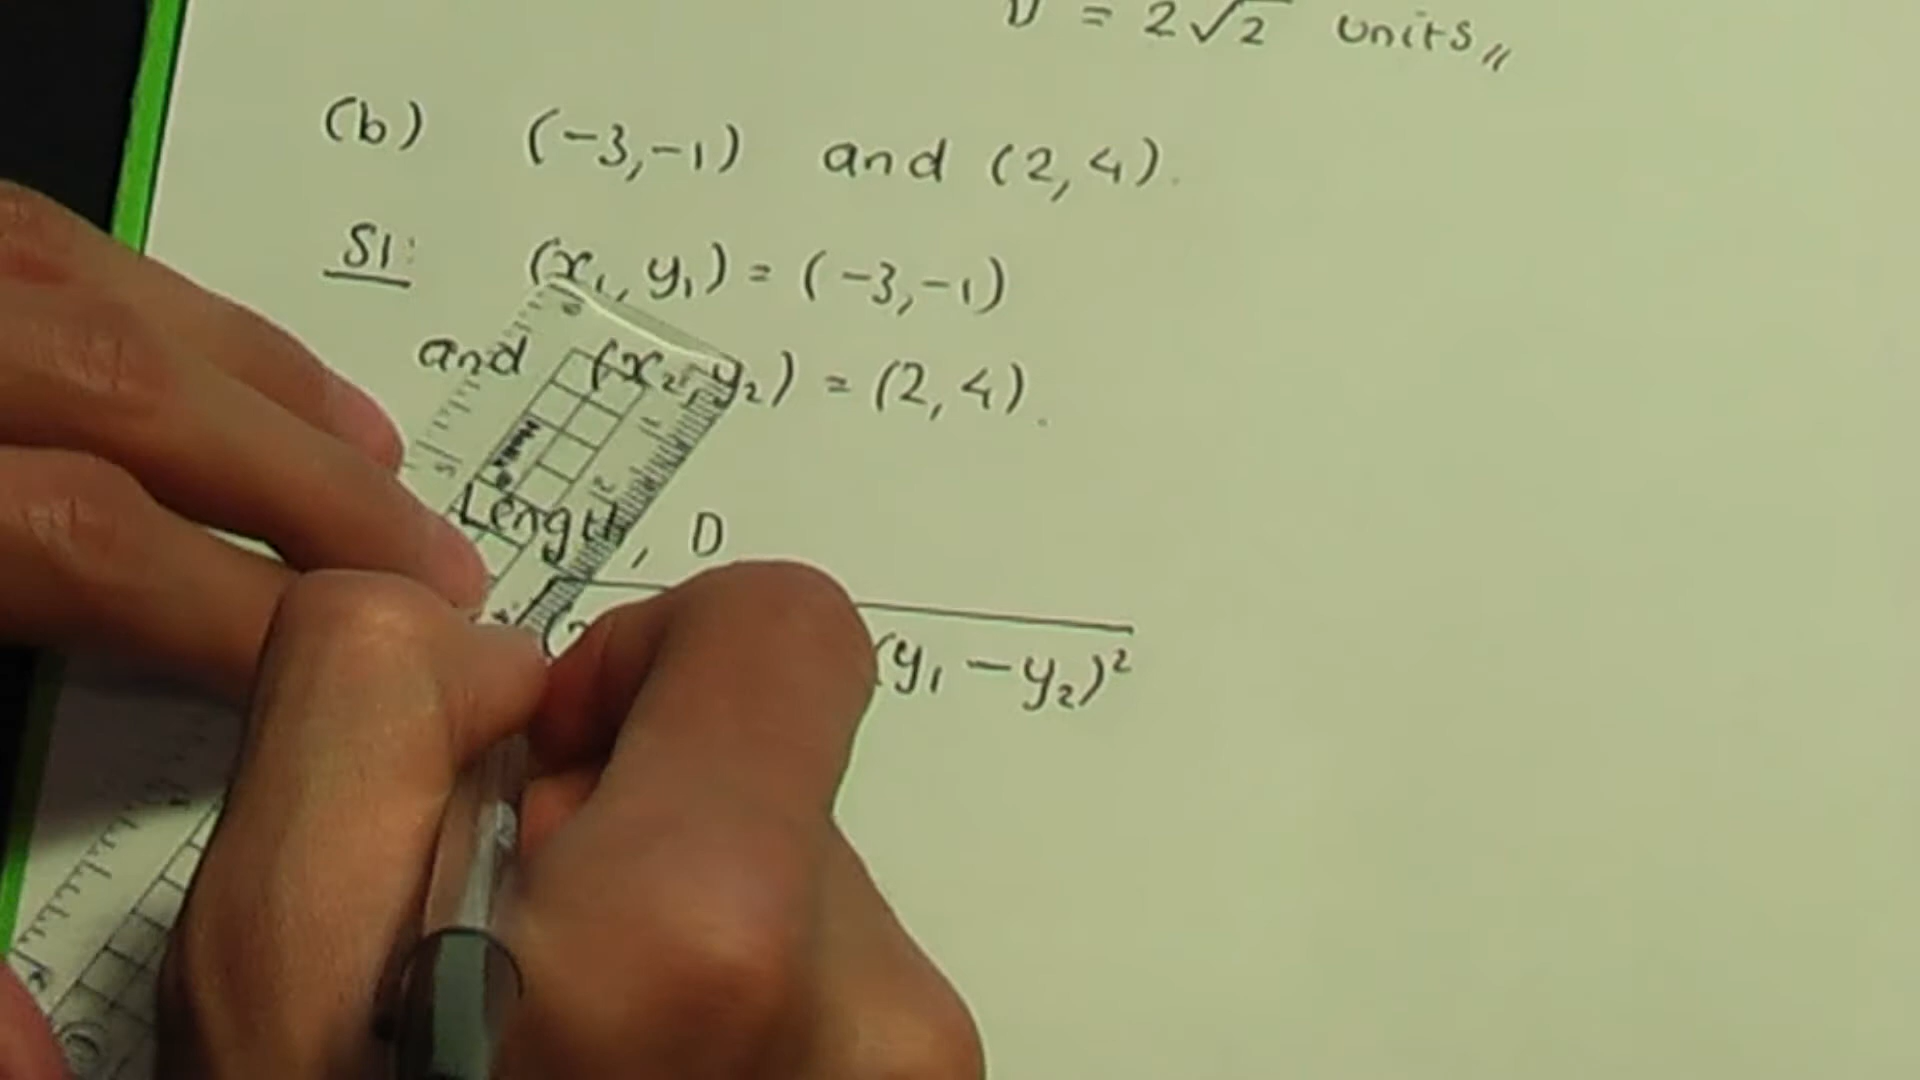 D = 2√2 units,,
(b) (-3,-1) and (2,4).
S1: (x₁, y₁) = (-3,-1)
and (x₂, y₂) = (2,4).
Length, D
(y₁ - y₂)²